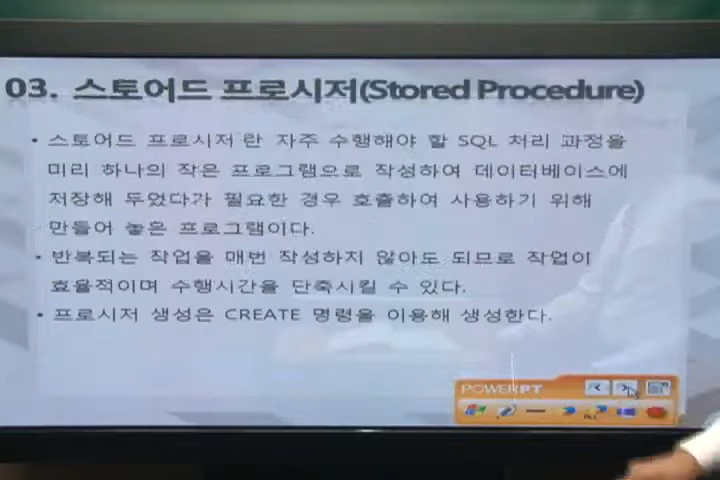 03. 스토어드 프로시저(Stored Procedure)
• 스토어드 프로시저 란 자주 수행해야 할 SQL 처리 과정을
미리 하나의 작은 프로그램으로 작성하여 데이터베이스에
저장해 두었다가 필요한 경우 호출하여 사용하기 위해
만들어 놓은 프로그램이다.
• 반복되는 작업을 매번 작성하지 않아도 되므로 작업이
효율적이며 수행시간을 단축시킬 수 있다.
• 프로시저 생성은 CREATE 명령을 이용해 생성한다.
POWERPT